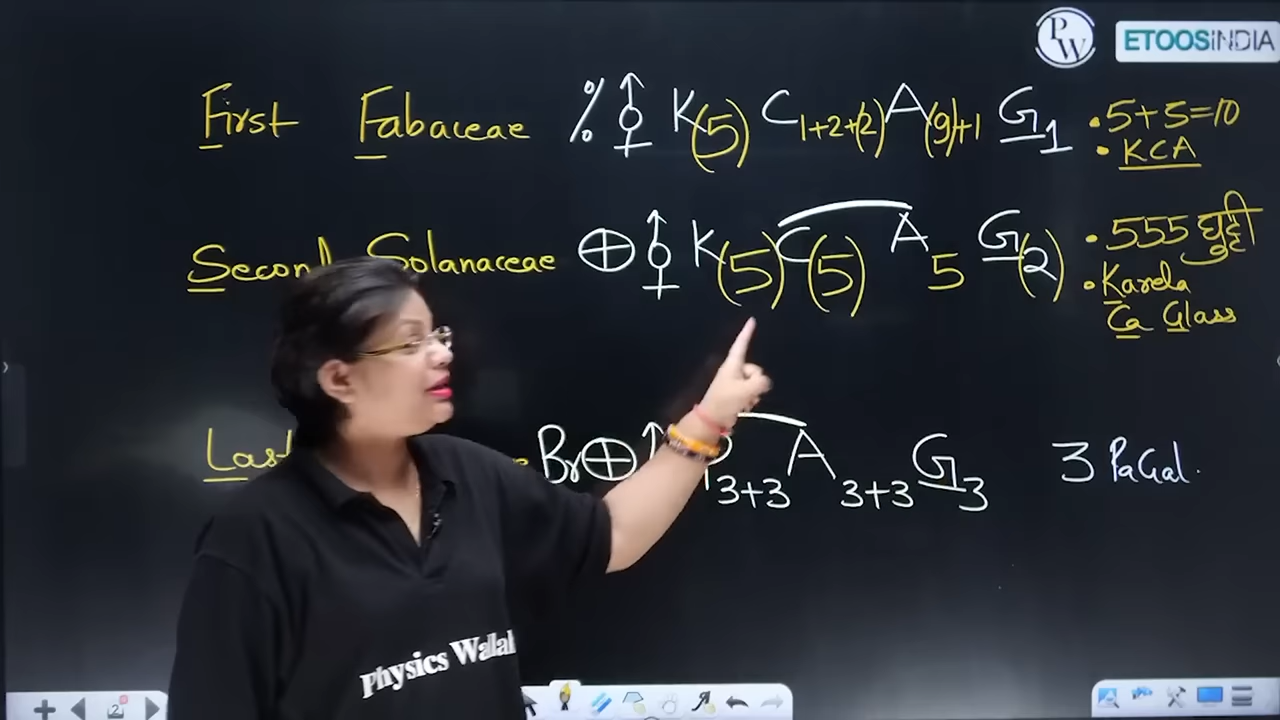 PW ETOOSINDIA
First Fabaceae % ⚥ K(5) C1+2+(2) A(9)+1 G1 • 5+5=10
• KCA
Second Solanaceae ⊕ ⚥ K(5) C(5) A5 G(2) • 555 छुट्टी
• Karela
Ca Glass
Last Br ⊕ P3+3 A3+3 G3 3 PaGal.
Physics Wallah
2